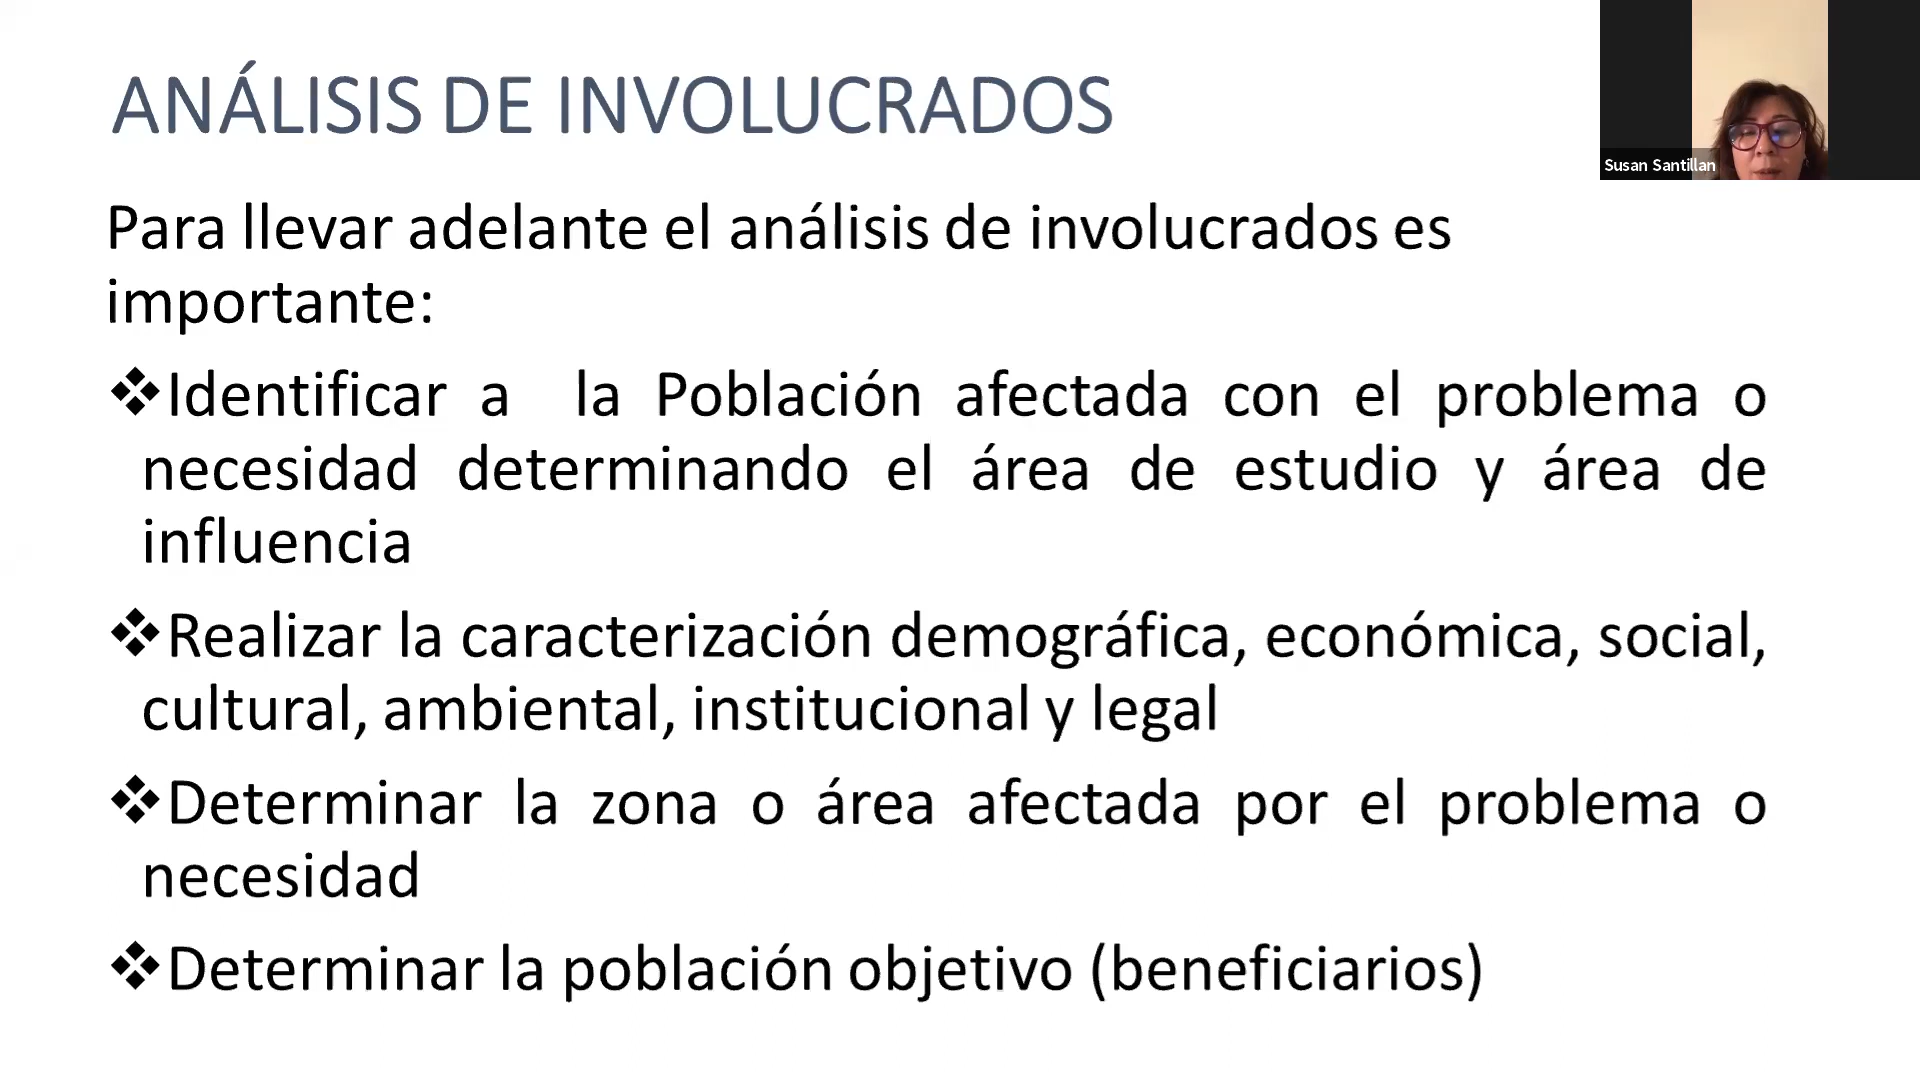 ANÁLISIS DE INVOLUCRADOS
Susan Santillan
Para llevar adelante el análisis de involucrados es
importante:
❖Identificar a la Población afectada con el problema o
necesidad determinando el área de estudio y área de
influencia
❖Realizar la caracterización demográfica, económica, social,
cultural, ambiental, institucional y legal
❖Determinar la zona o área afectada por el problema o
necesidad
❖Determinar la población objetivo (beneficiarios)